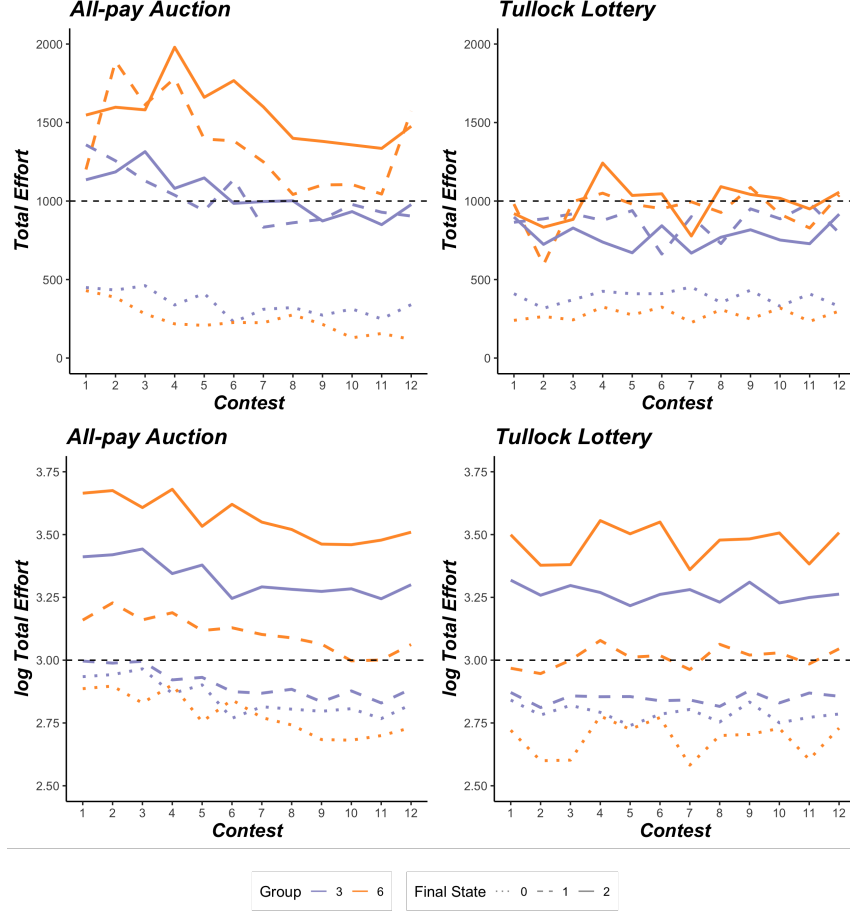 All-pay Auction
Total Effort
2000
1500
1000
500
0
1 2 3 4 5 6 7 8 9 10 11 12
Contest
Tullock Lottery
Total Effort
2000
1500
1000
500
0
1 2 3 4 5 6 7 8 9 10 11 12
Contest
All-pay Auction
log Total Effort
3.75
3.50
3.25
3.00
2.75
2.50
1 2 3 4 5 6 7 8 9 10 11 12
Contest
Tullock Lottery
log Total Effort
3.75
3.50
3.25
3.00
2.75
2.50
1 2 3 4 5 6 7 8 9 10 11 12
Contest
Group 3 6 Final State 0 1 2